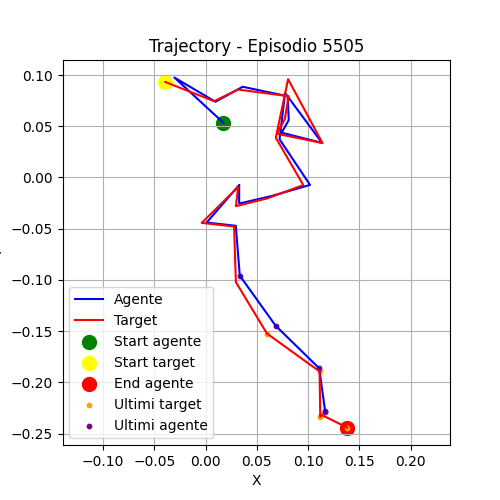 Trajectory - Episodio 5505
0.10
0.05
0.00
−0.05
−0.10
−0.15
−0.20
−0.25
Agente
Target
Start agente
Start target
End agente
Ultimi target
Ultimi agente
−0.10 −0.05 0.00 0.05 0.10 0.15 0.20
X